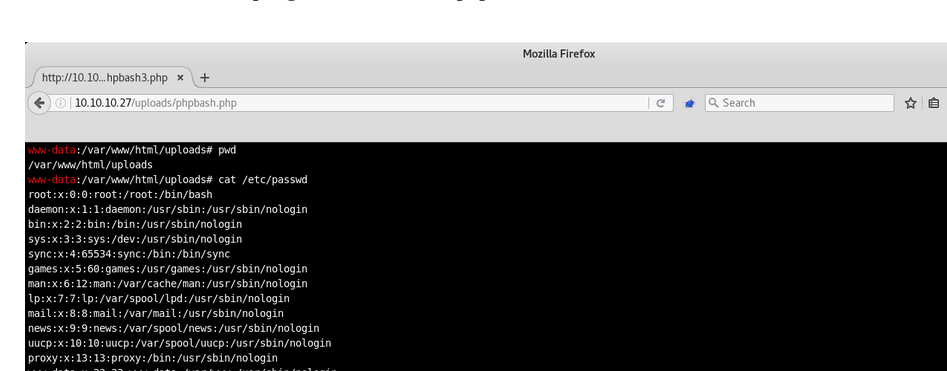 Mozilla Firefox
http://10.10...hpbash3.php × +
10.10.10.27/uploads/phpbash.php Search
www-data:/var/www/html/uploads# pwd
/var/www/html/uploads
www-data:/var/www/html/uploads# cat /etc/passwd
root:x:0:0:root:/root:/bin/bash
daemon:x:1:1:daemon:/usr/sbin:/usr/sbin/nologin
bin:x:2:2:bin:/bin:/usr/sbin/nologin
sys:x:3:3:sys:/dev:/usr/sbin/nologin
sync:x:4:65534:sync:/bin:/bin/sync
games:x:5:60:games:/usr/games:/usr/sbin/nologin
man:x:6:12:man:/var/cache/man:/usr/sbin/nologin
lp:x:7:7:lp:/var/spool/lpd:/usr/sbin/nologin
mail:x:8:8:mail:/var/mail:/usr/sbin/nologin
news:x:9:9:news:/var/spool/news:/usr/sbin/nologin
uucp:x:10:10:uucp:/var/spool/uucp:/usr/sbin/nologin
proxy:x:13:13:proxy:/bin:/usr/sbin/nologin